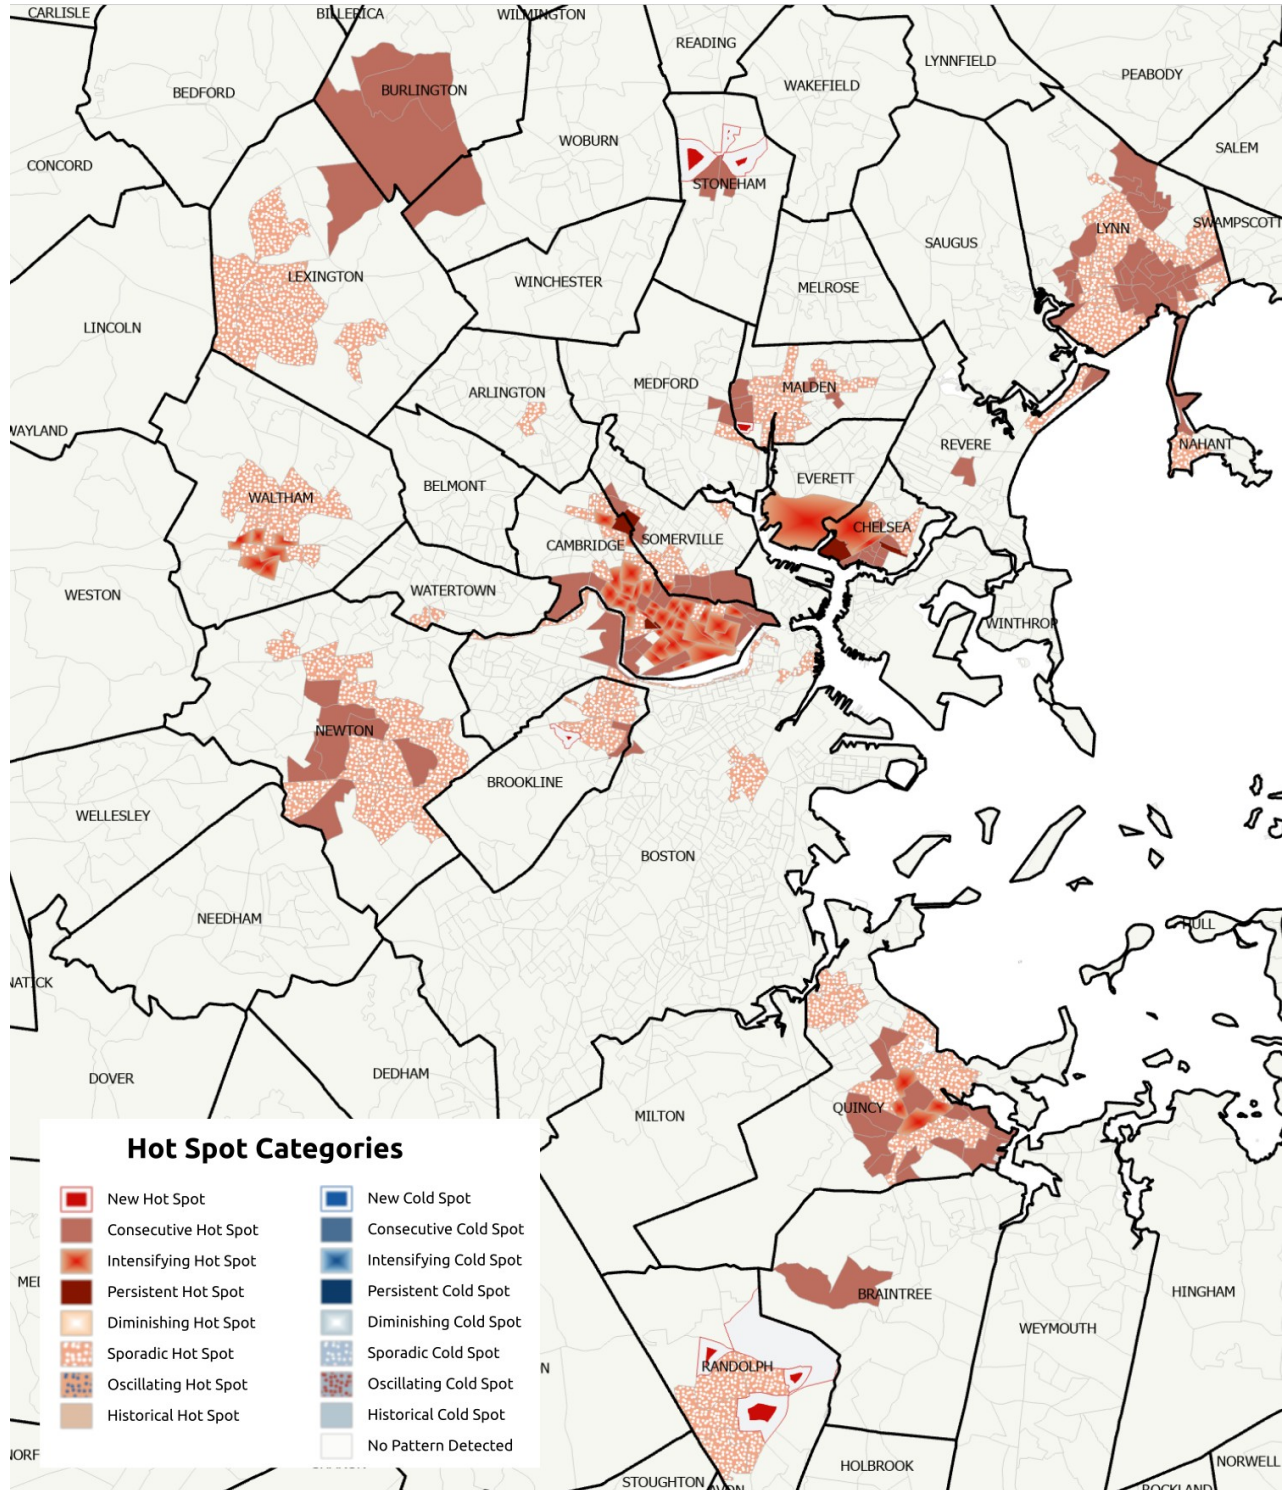 CARLISLE
BILLERICA
WILMINGTON
READING
LYNNFIELD
PEABODY
BEDFORD
BURLINGTON
WAKEFIELD
WOBURN
SALEM
CONCORD
STONEHAM
SWAMPSCOTT
LYNN
SAUGUS
LEXINGTON
WINCHESTER
MELROSE
LINCOLN
MEDFORD
MALDEN
ARLINGTON
WAYLAND
REVERE
NAHANT
EVERETT
BELMONT
WALTHAM
CHELSEA
SOMERVILLE
CAMBRIDGE
WATERTOWN
WESTON
WINTHROP
NEWTON
BROOKLINE
WELLESLEY
BOSTON
NEEDHAM
HULL
NATICK
DEDHAM
DOVER
QUINCY
MILTON
Hot Spot Categories
New Hot Spot
New Cold Spot
Consecutive Hot Spot
Consecutive Cold Spot
Intensifying Hot Spot
Intensifying Cold Spot
Persistent Hot Spot
Persistent Cold Spot
Diminishing Hot Spot
Diminishing Cold Spot
Sporadic Hot Spot
Sporadic Cold Spot
Oscillating Hot Spot
Oscillating Cold Spot
Historical Hot Spot
Historical Cold Spot
No Pattern Detected
MED
BRAINTREE
HINGHAM
WEYMOUTH
RANDOLPH
N
NORF
HOLBROOK
NORWELL
STOUGHTON
AVON
ROCKLAND